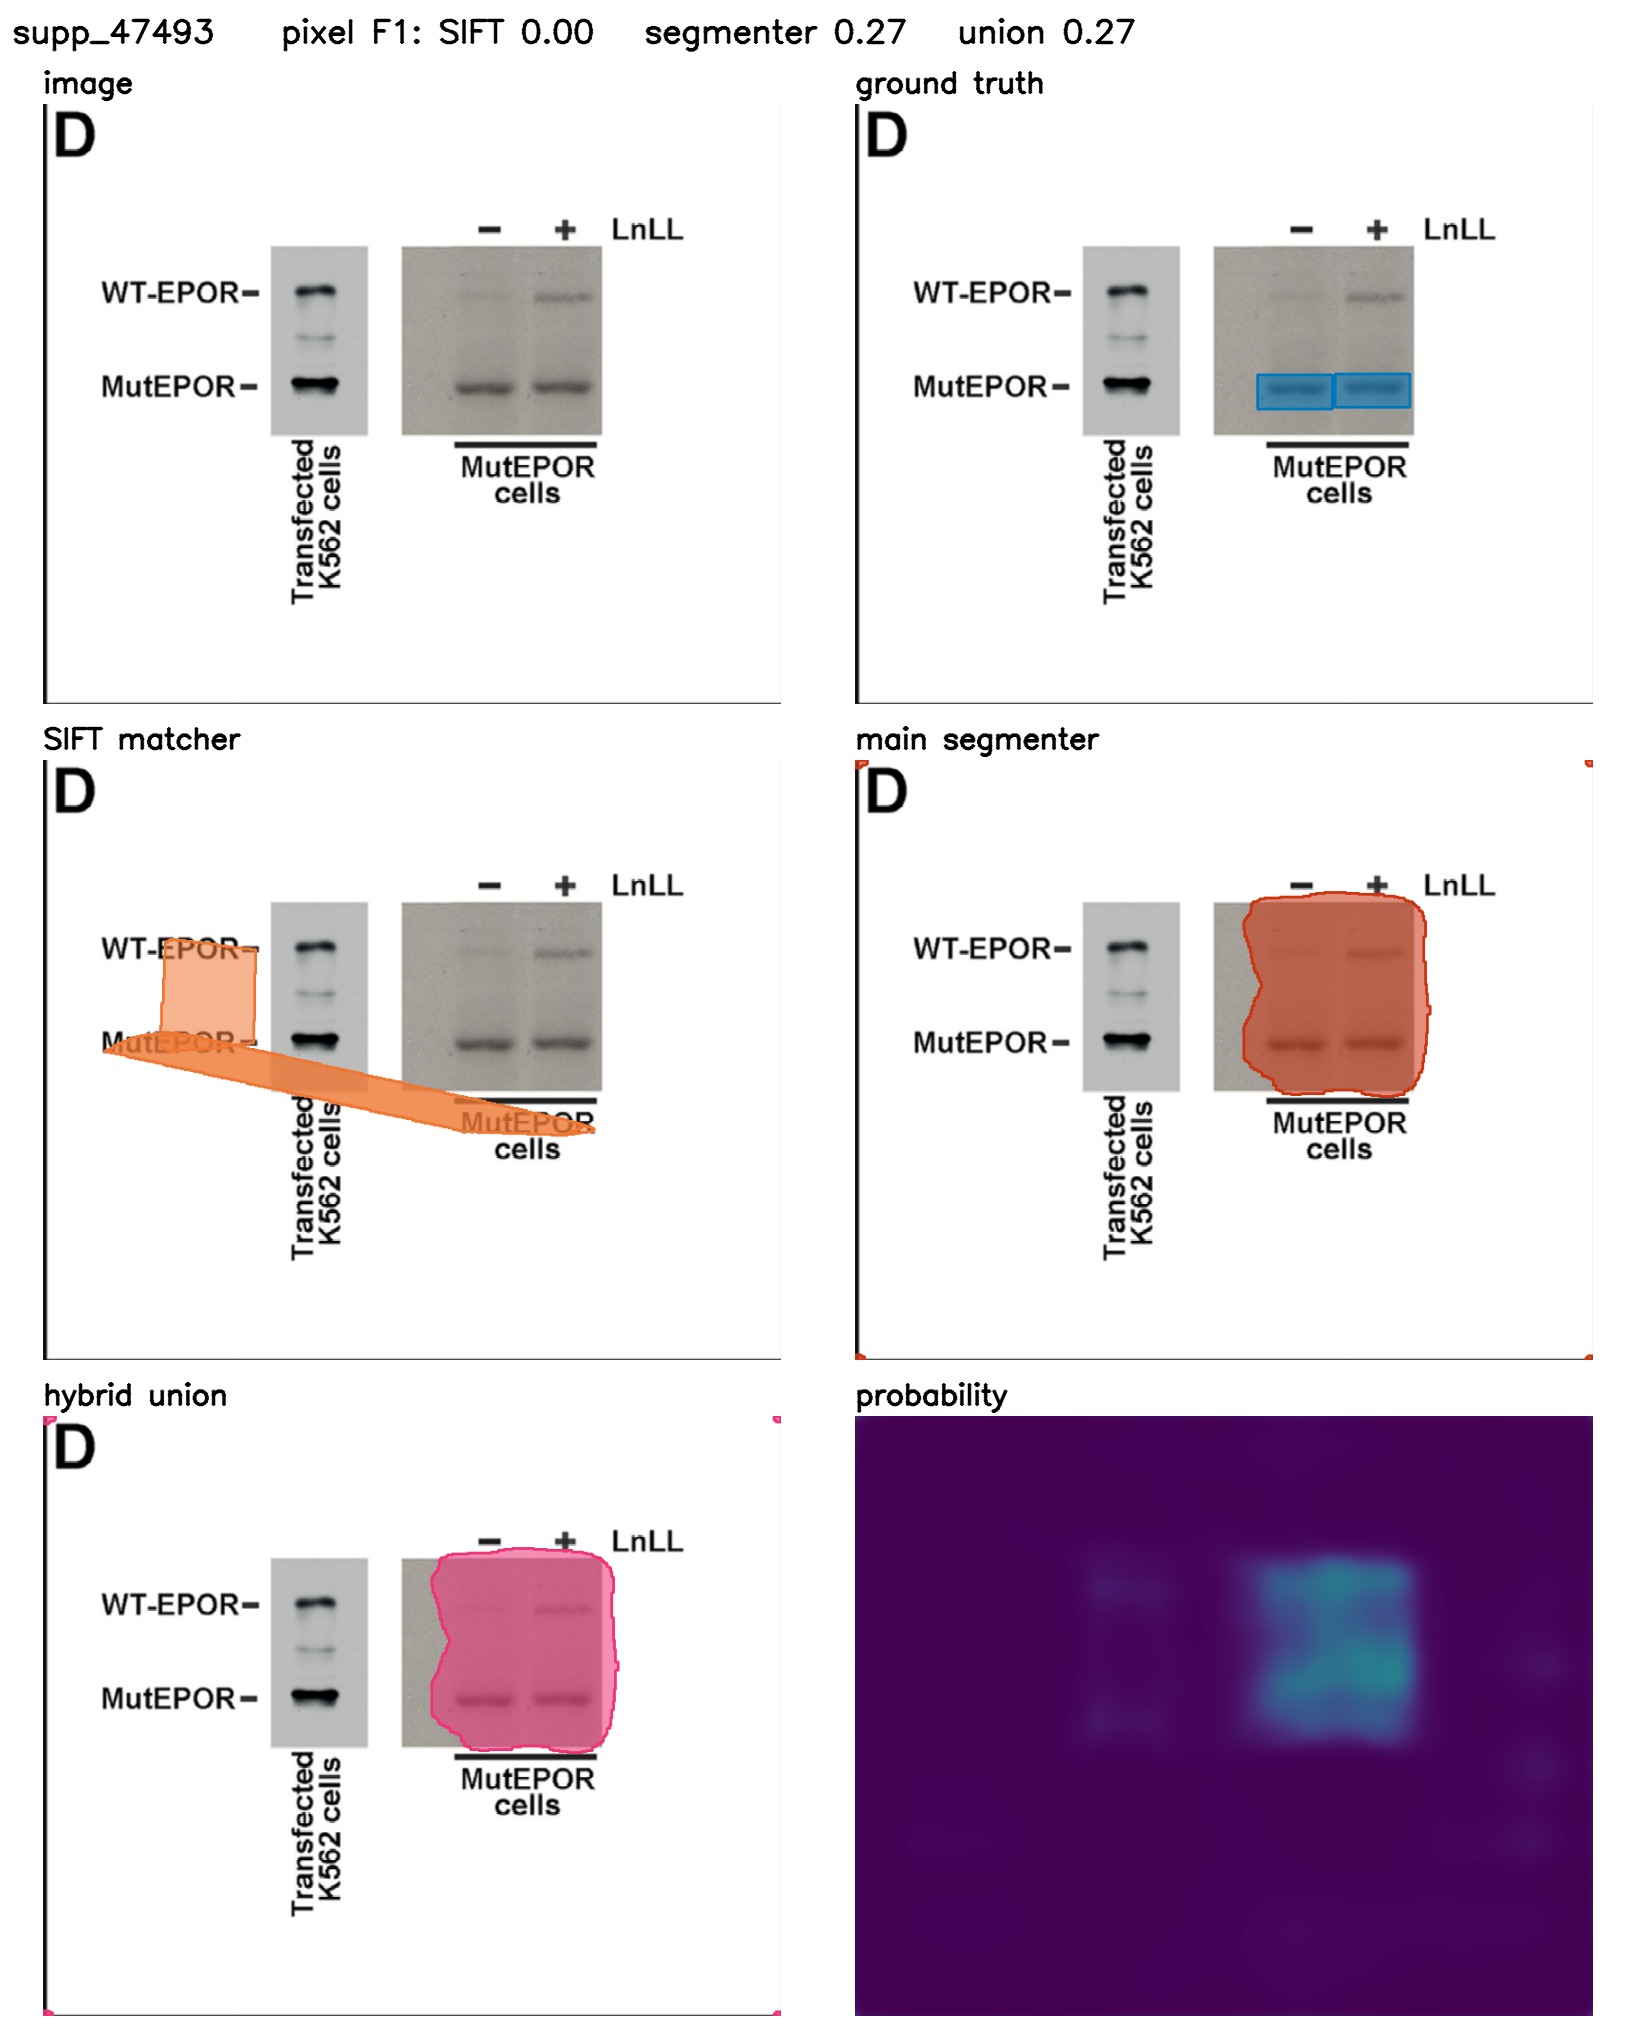 supp_47493 pixel F1: SIFT 0.00 segmenter 0.27 union 0.27
image
D
− + LnLL
WT-EPOR−
MutEPOR−
MutEPOR
cells
Transfected
K562 cells
ground truth
D
− + LnLL
WT-EPOR−
MutEPOR−
MutEPOR
cells
Transfected
K562 cells
SIFT matcher
D
− + LnLL
WT-EPOR−
MutEPOR−
MutEPOR
cells
Transfected
K562 cells
main segmenter
D
− + LnLL
WT-EPOR−
MutEPOR−
MutEPOR
cells
Transfected
K562 cells
hybrid union
D
− + LnLL
WT-EPOR−
MutEPOR−
MutEPOR
cells
Transfected
K562 cells
probability